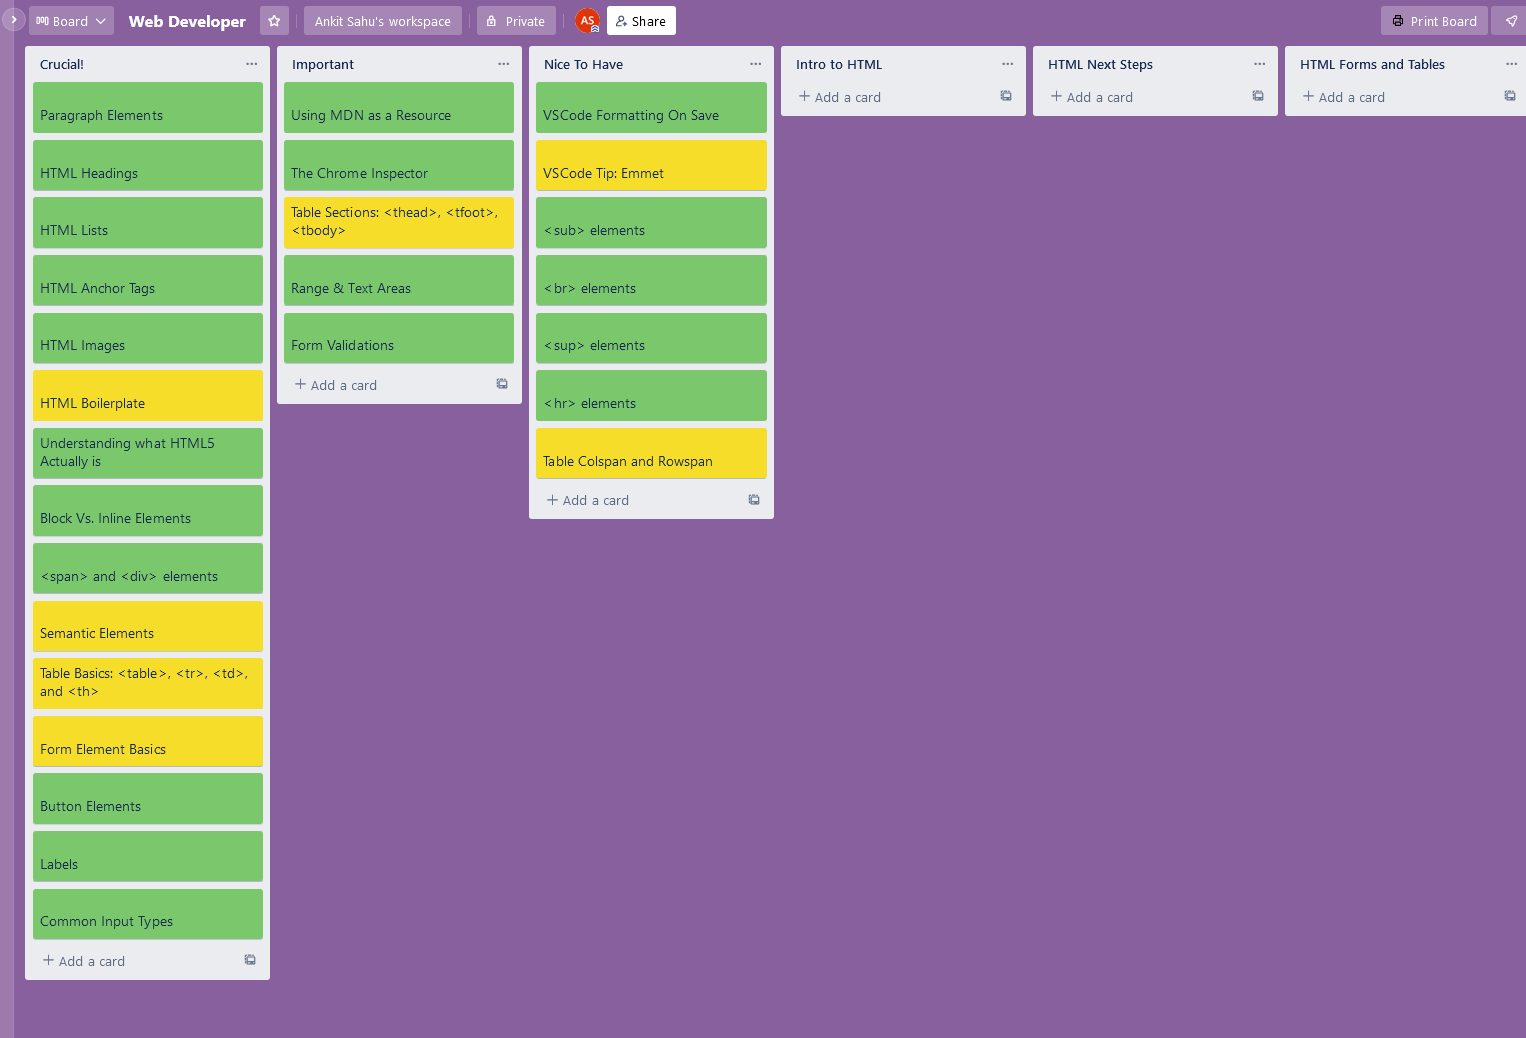 Board
Web Developer
Ankit Sahu's workspace
Private
AS
Share
Print Board
Crucial!
Paragraph Elements
HTML Headings
HTML Lists
HTML Anchor Tags
HTML Images
HTML Boilerplate
Understanding what HTML5
Actually is
Block Vs. Inline Elements
<span> and <div> elements
Semantic Elements
Table Basics: <table>, <tr>, <td>,
and <th>
Form Element Basics
Button Elements
Labels
Common Input Types
Add a card
Important
Using MDN as a Resource
The Chrome Inspector
Table Sections: <thead>, <tfoot>,
<tbody>
Range & Text Areas
Form Validations
Add a card
Nice To Have
VSCode Formatting On Save
VSCode Tip: Emmet
<sub> elements
<br> elements
<sup> elements
<hr> elements
Table Colspan and Rowspan
Add a card
Intro to HTML
Add a card
HTML Next Steps
Add a card
HTML Forms and Tables
Add a card